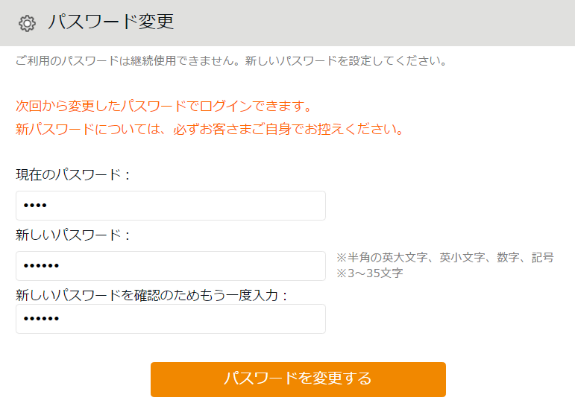 パスワード変更
ご利用のパスワードは継続使用できません。新しいパスワードを設定してください。
次回から変更したパスワードでログインできます。
新パスワードについては、必ずお客さまご自身でお控えください。
現在のパスワード：
••••
新しいパスワード：
••••••
※半角の英大文字、英小文字、数字、記号
※3～35文字
新しいパスワードを確認のためもう一度入力：
••••••
パスワードを変更する